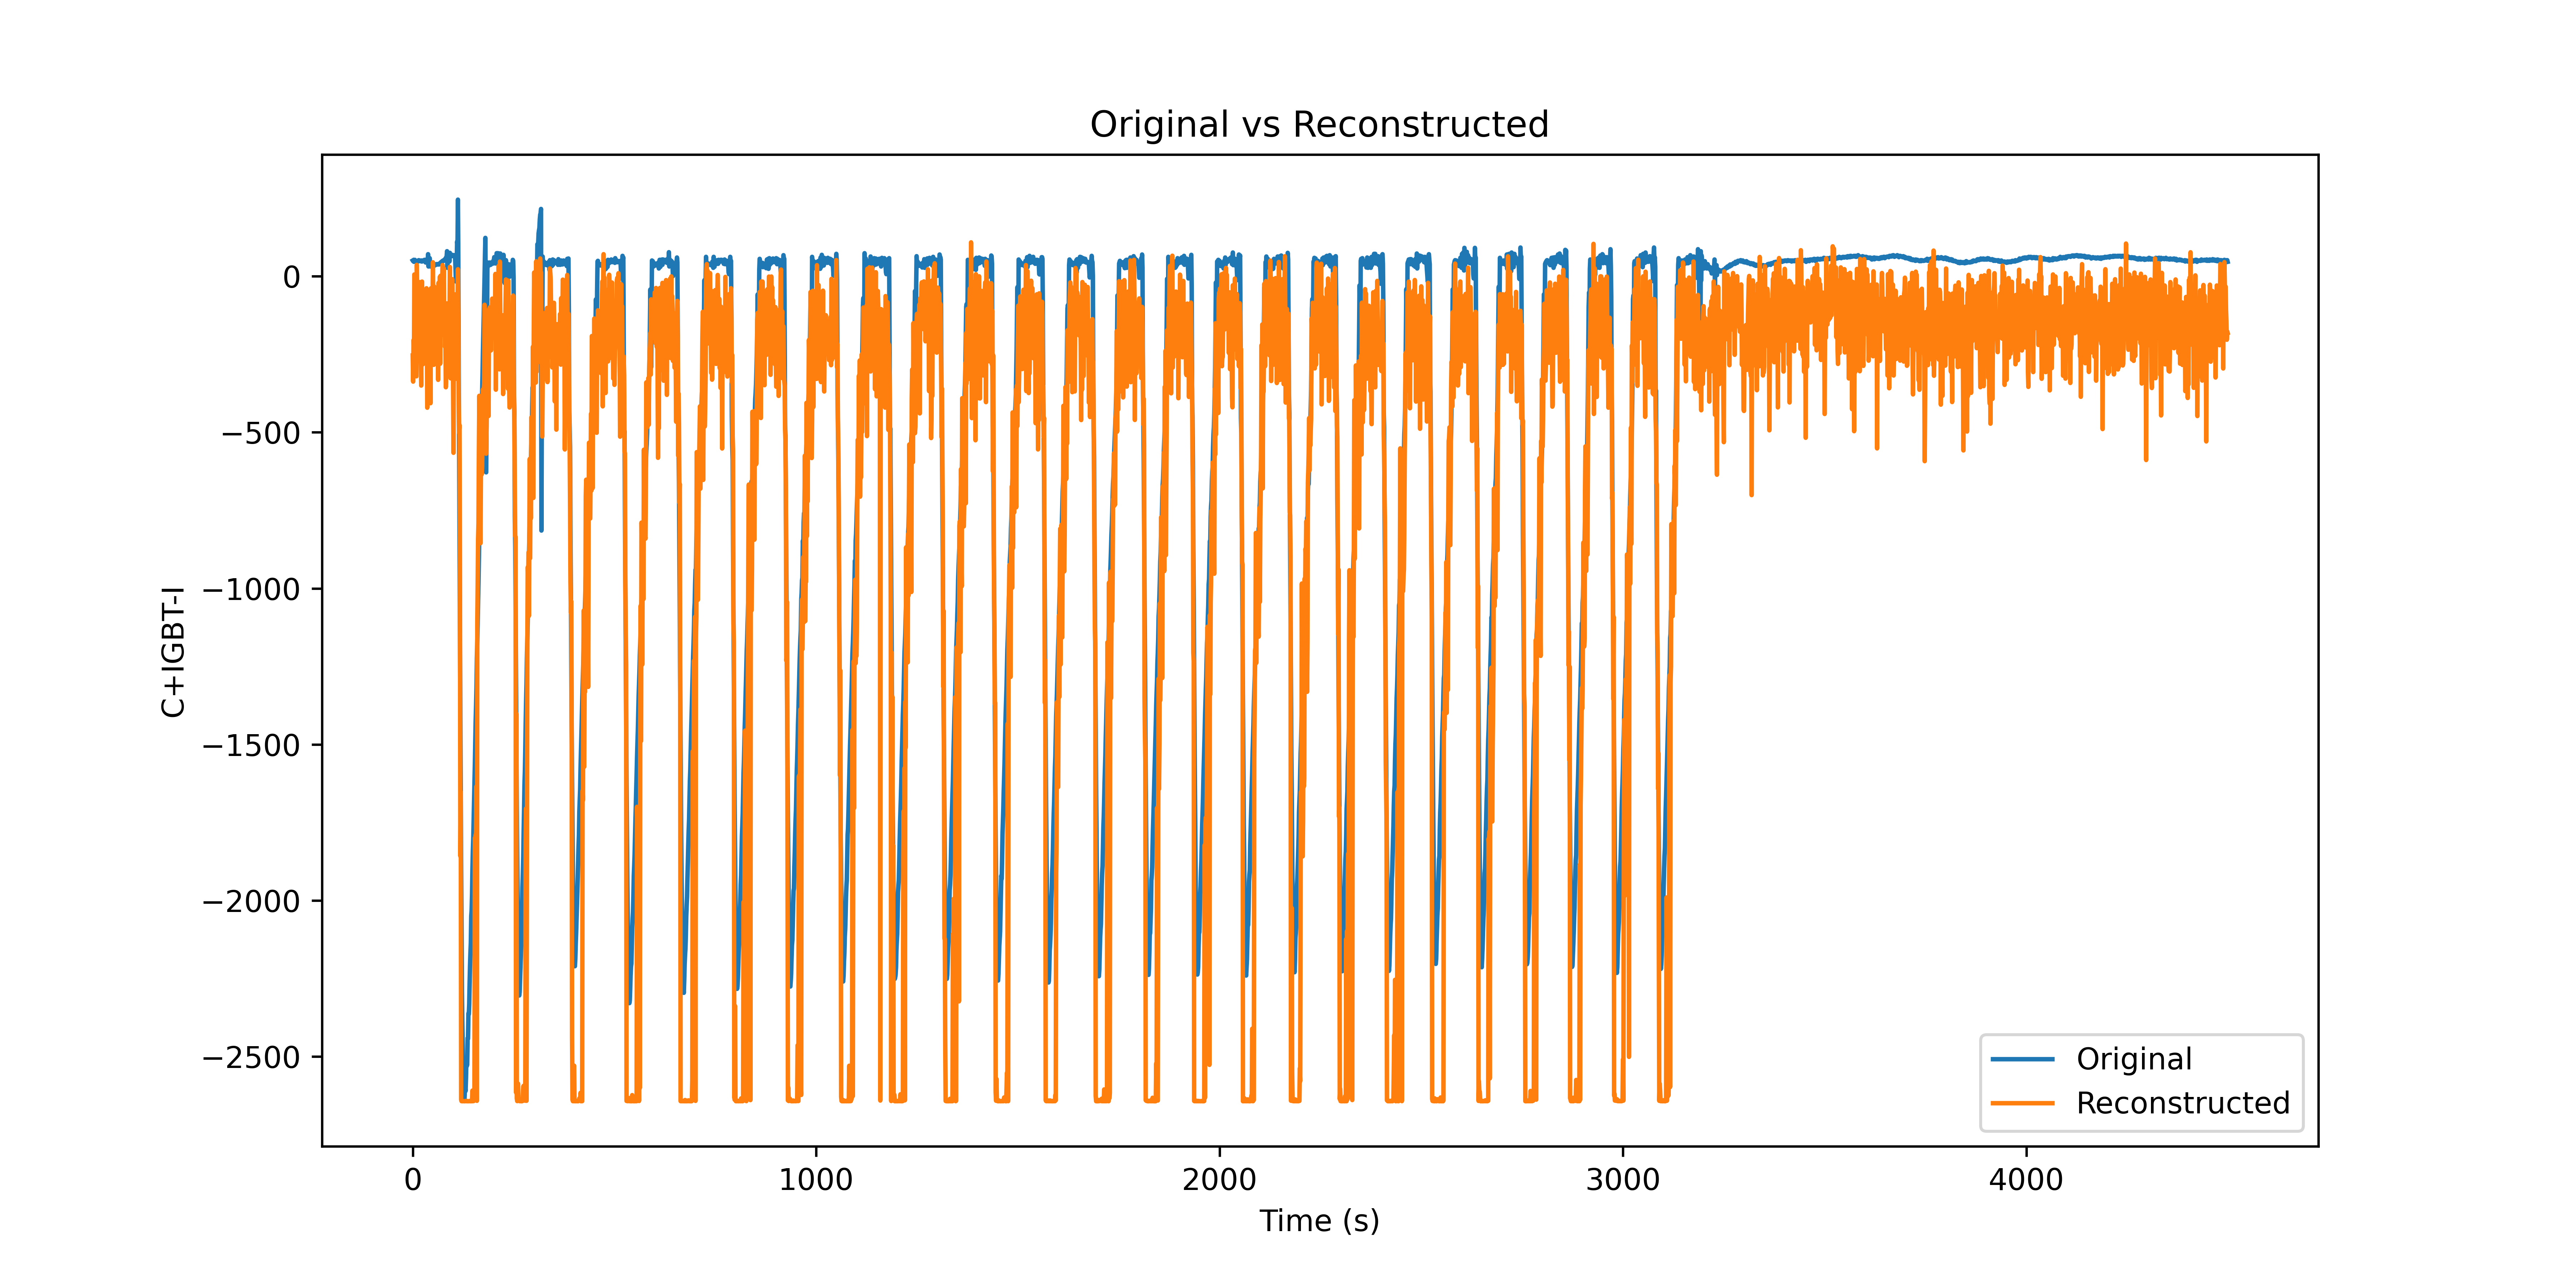 Original vs Reconstructed
C+IGBT-I
0
−500
−1000
−1500
−2000
−2500
0 1000 2000 3000 4000
Time (s)
Original
Reconstructed